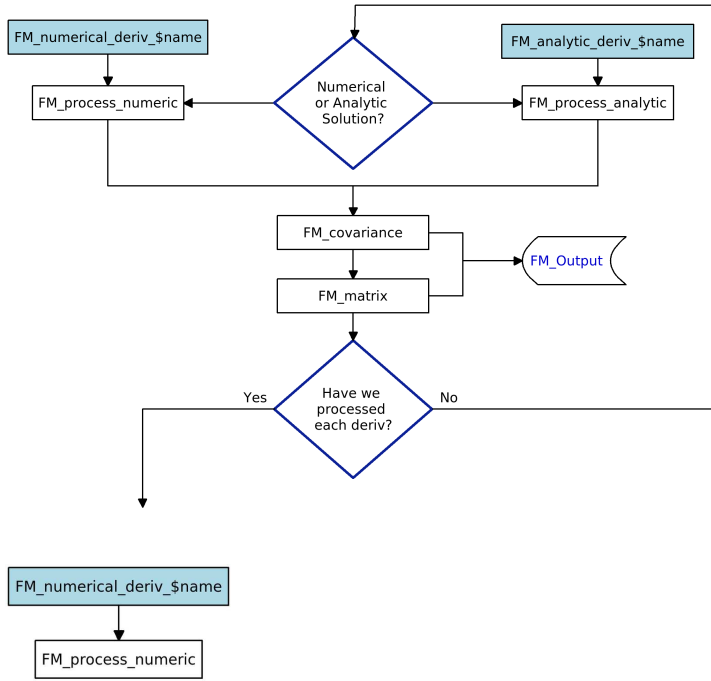 FM_numerical_deriv_$name
FM_analytic_deriv_$name
FM_process_numeric
Numerical
or Analytic
Solution?
FM_process_analytic
FM_covariance
FM_Output
FM_matrix
Yes
Have we
processed
each deriv?
No
FM_numerical_deriv_$name
FM_process_numeric